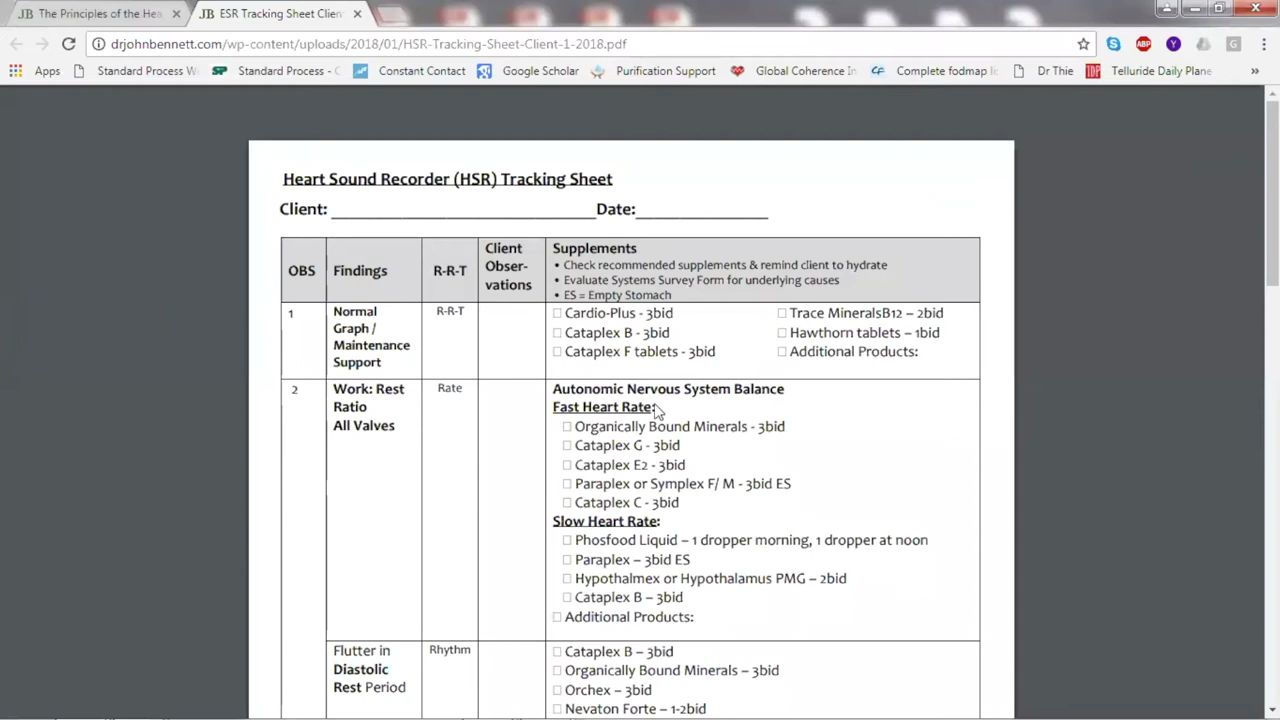 JB The Principles of the Hea
JB ESR Tracking Sheet Clien
drjohnbennett.com/wp-content/uploads/2018/01/HSR-Tracking-Sheet-Client-1-2018.pdf
Apps Standard Process W Standard Process - C Constant Contact Google Scholar Purification Support Global Coherence In Complete fodmap li Dr Thie Telluride Daily Plane »
Heart Sound Recorder (HSR) Tracking Sheet
Client: Date:
OBS
Findings
R-R-T
Client
Obser-
vations
Supplements
• Check recommended supplements & remind client to hydrate
• Evaluate Systems Survey Form for underlying causes
• ES = Empty Stomach
1
Normal
Graph /
Maintenance
Support
R-R-T
□ Cardio-Plus - 3bid □ Trace MineralsB12 – 2bid
□ Cataplex B - 3bid □ Hawthorn tablets – 1bid
□ Cataplex F tablets - 3bid □ Additional Products:
2
Work: Rest
Ratio
All Valves
Rate
Autonomic Nervous System Balance
Fast Heart Rate:
□ Organically Bound Minerals - 3bid
□ Cataplex G - 3bid
□ Cataplex E2 - 3bid
□ Paraplex or Symplex F/ M - 3bid ES
□ Cataplex C - 3bid
Slow Heart Rate:
□ Phosfood Liquid – 1 dropper morning, 1 dropper at noon
□ Paraplex – 3bid ES
□ Hypothalmex or Hypothalamus PMG – 2bid
□ Cataplex B – 3bid
□ Additional Products:
Flutter in
Diastolic
Rest Period
Rhythm
□ Cataplex B – 3bid
□ Organically Bound Minerals – 3bid
□ Orchex – 3bid
□ Nevaton Forte – 1-2bid